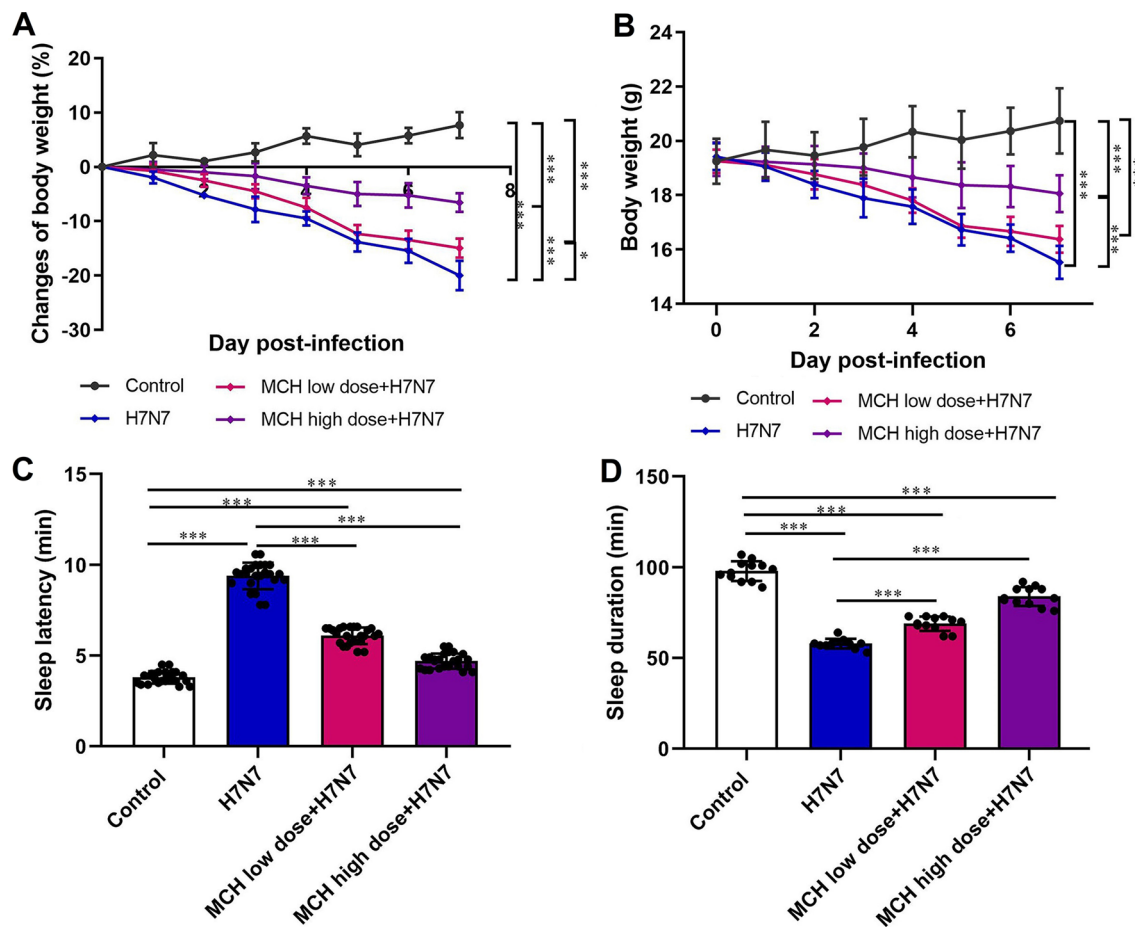 A
Changes of body weight (%)
20
10
0
-10
-20
-30
2
4
6
8
***
***
***
***
*
Day post-infection
Control
MCH low dose+H7N7
H7N7
MCH high dose+H7N7
B
Body weight (g)
24
22
20
18
16
14
0
2
4
6
***
***
***
Day post-infection
Control
MCH low dose+H7N7
H7N7
MCH high dose+H7N7
C
Sleep latency (min)
15
10
5
0
***
***
***
***
***
Control
H7N7
MCH low dose+H7N7
MCH high dose+H7N7
D
Sleep duration (min)
150
100
50
0
***
***
***
***
***
Control
H7N7
MCH low dose+H7N7
MCH high dose+H7N7